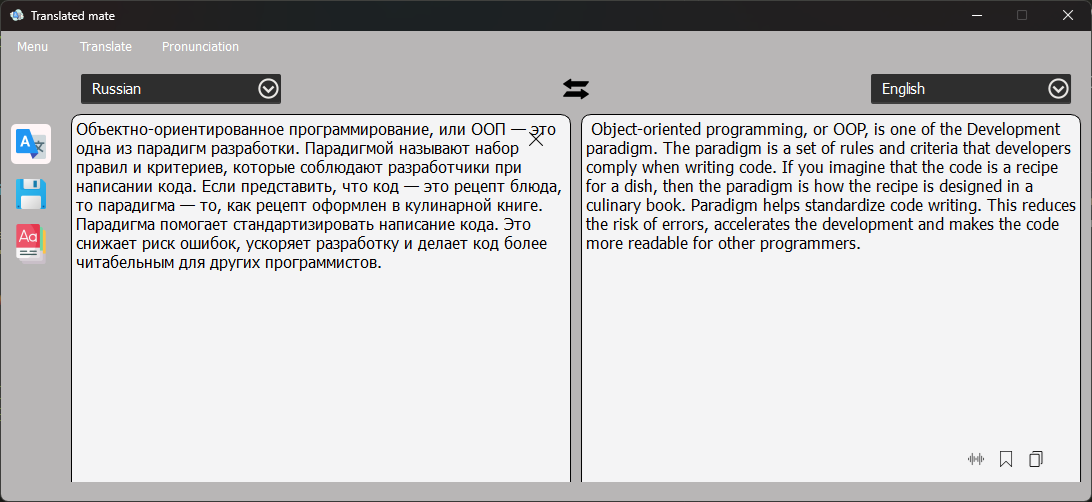 Translated mate
Menu Translate Pronunciation
Russian
English
Объектно-ориентированное программирование, или ООП — это
одна из парадигм разработки. Парадигмой называют набор
правил и критериев, которые соблюдают разработчики при
написании кода. Если представить, что код — это рецепт блюда,
то парадигма — то, как рецепт оформлен в кулинарной книге.
Парадигма помогает стандартизировать написание кода. Это
снижает риск ошибок, ускоряет разработку и делает код более
читабельным для других программистов.
Object-oriented programming, or OOP, is one of the Development
paradigm. The paradigm is a set of rules and criteria that developers
comply when writing code. If you imagine that the code is a recipe
for a dish, then the paradigm is how the recipe is designed in a
culinary book. Paradigm helps standardize code writing. This reduces
the risk of errors, accelerates the development and makes the code
more readable for other programmers.
A 文
Aa